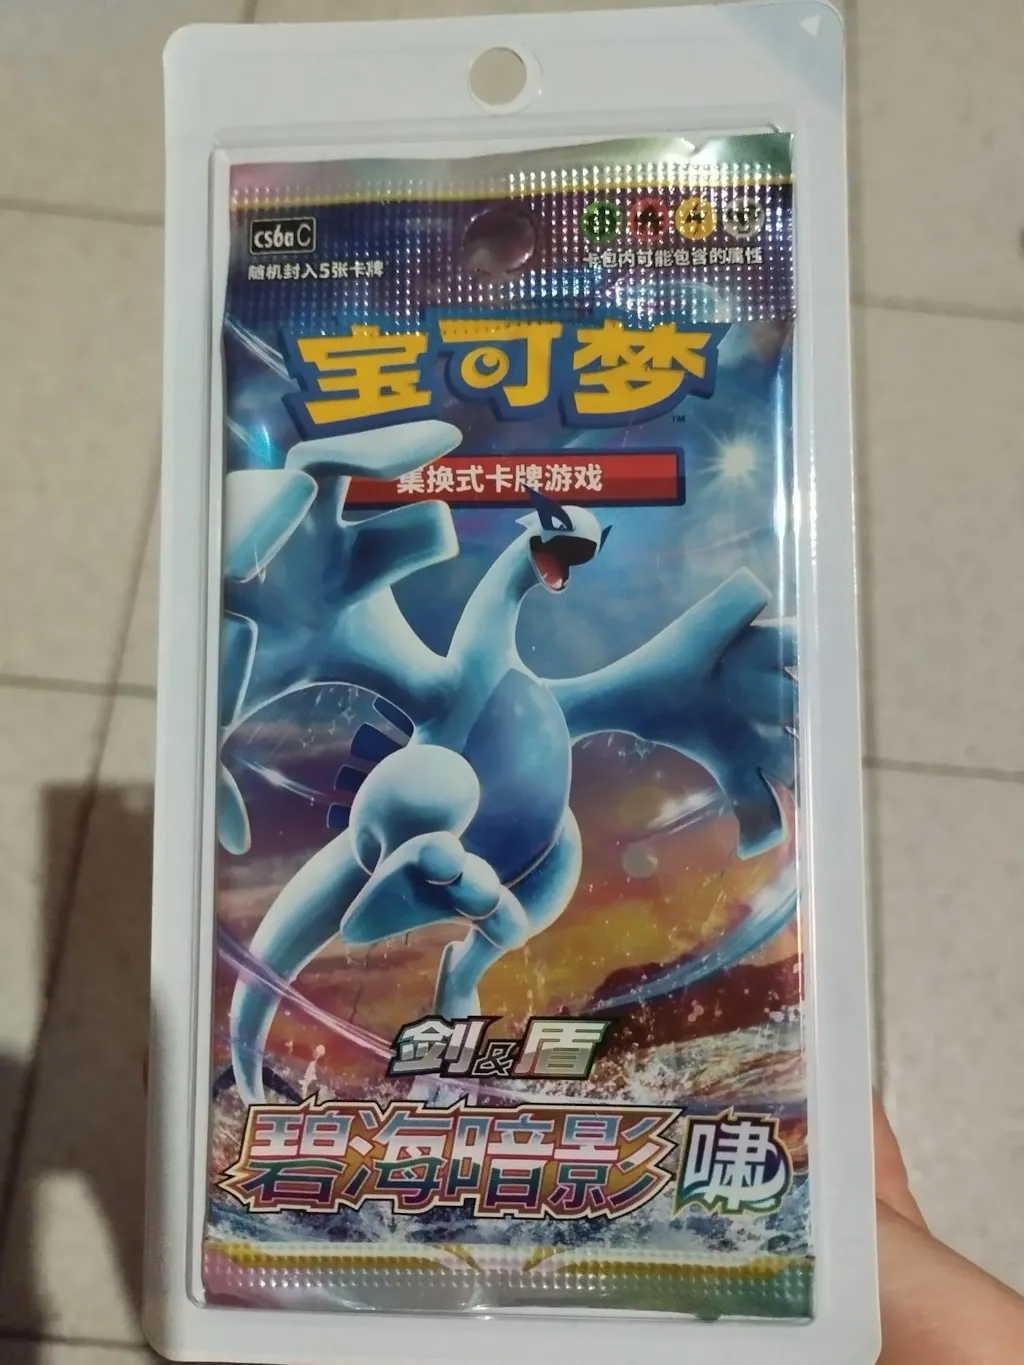 cs6a C
随机封入5张卡牌
卡包内可能包含的属性
宝可梦
TM
集换式卡牌游戏
剑&盾
碧海暗影 啸